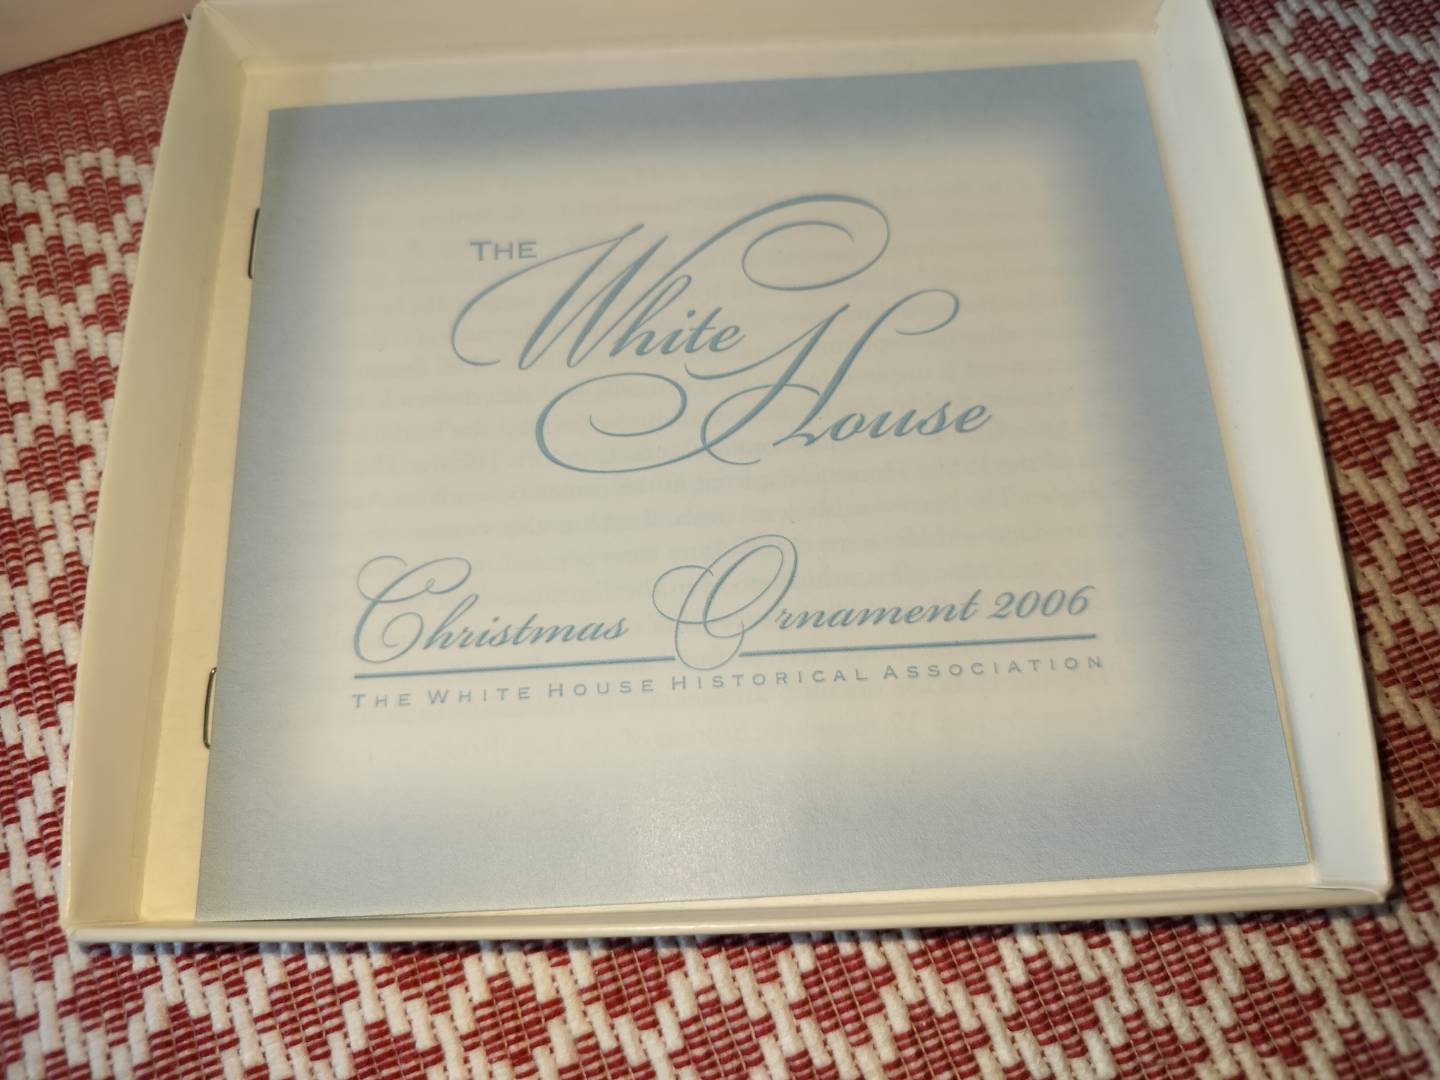 THE
White
House
Christmas Ornament 2006
THE WHITE HOUSE HISTORICAL ASSOCIATION